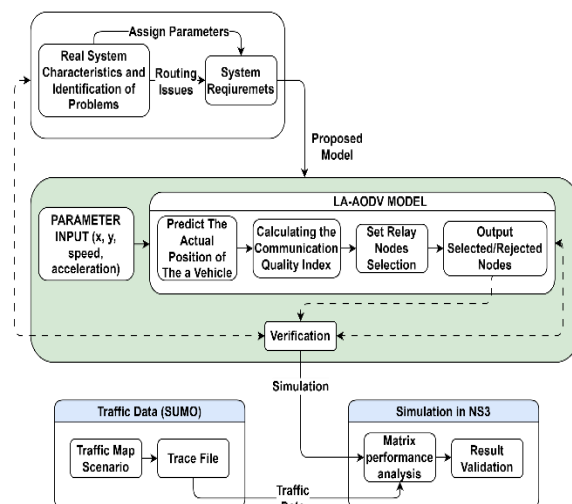 Assign Parameters
Real System
Characteristics and
Identification of
Problems
Routing
Issues
System
Reqiuremets
Proposed
Model
LA-AODV MODEL
PARAMETER
INPUT (x, y,
speed,
acceleration)
Predict The
Actual
Position of
The a Vehicle
Calculating the
Communication
Quality Index
Set Relay
Nodes
Selection
Output
Selected/Rejected
Nodes
Verification
Simulation
Traffic Data (SUMO)
Traffic Map
Scenario
Trace File
Traffic
Simulation in NS3
Matrix
performance
analysis
Result
Validation